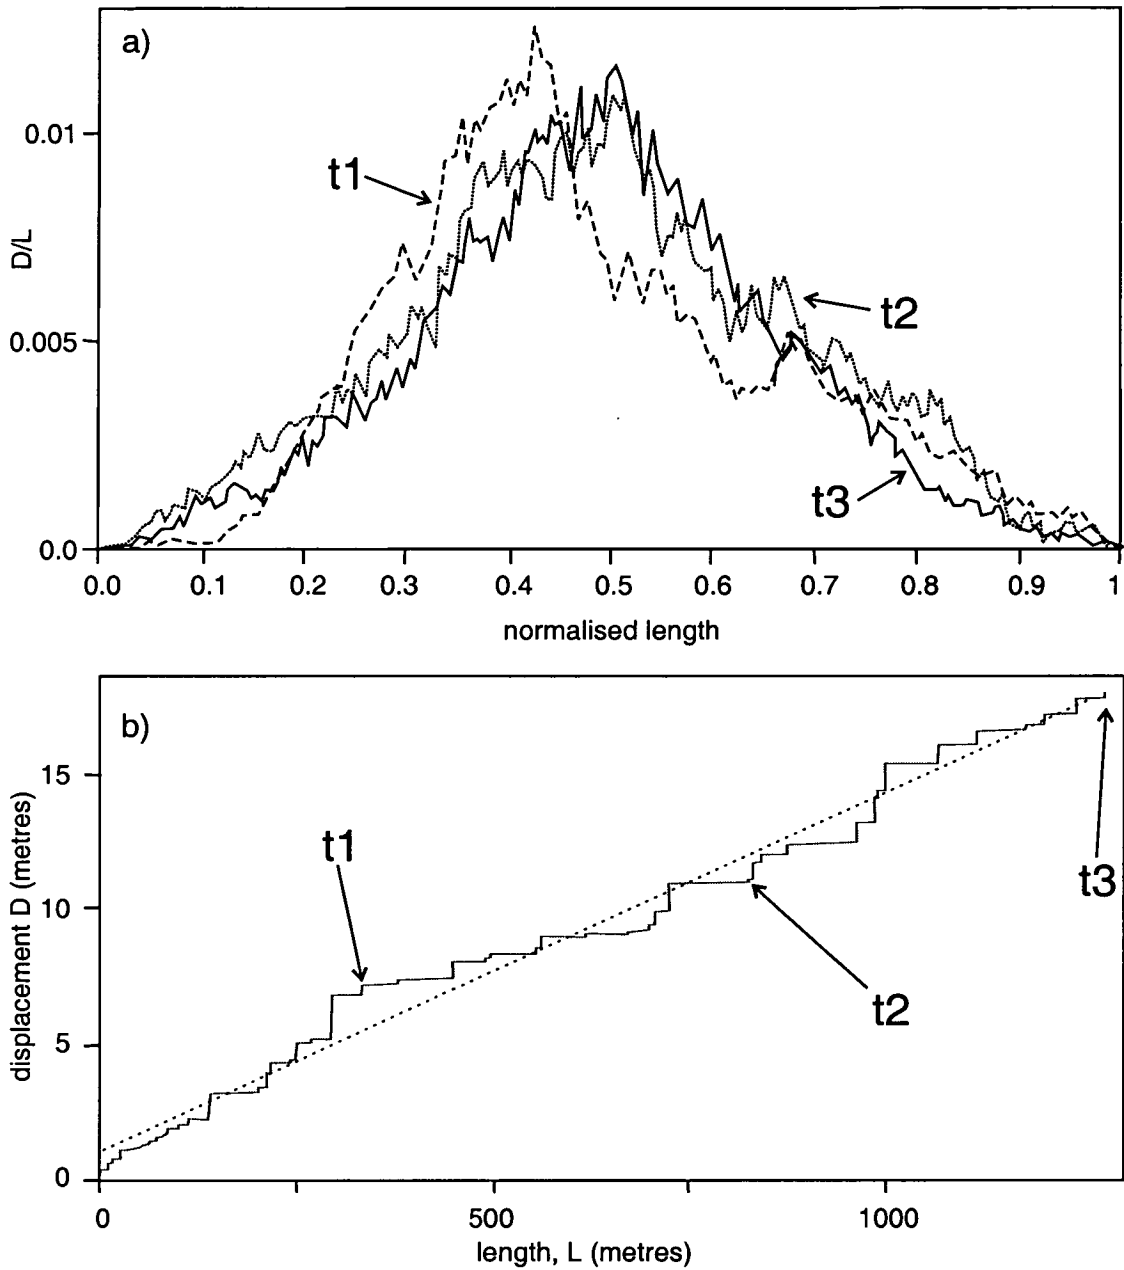 a)
0.01
t1
D/L
t2
0.005
t3
0.0
0.0 0.1 0.2 0.3 0.4 0.5 0.6 0.7 0.8 0.9 1
normalised length
b)
15
t1
displacement D (metres)
t3
10
t2
5
0
0 500 1000
length, L (metres)